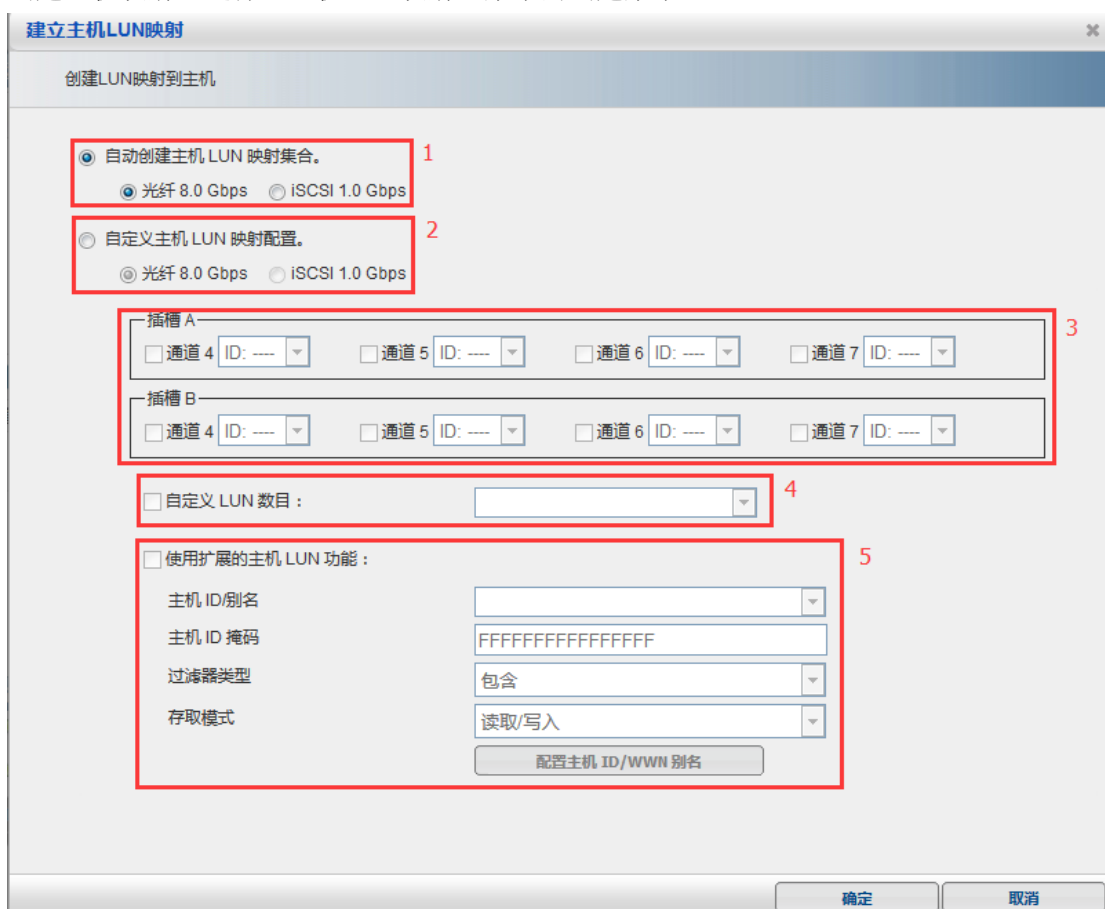 建立主机LUN映射
创建LUN映射到主机
自动创建主机 LUN 映射集合。 1
光纤 8.0 Gbps iSCSI 1.0 Gbps
自定义主机 LUN 映射配置。 2
光纤 8.0 Gbps iSCSI 1.0 Gbps
插槽 A 3
通道 4 ID: ---- 通道 5 ID: ---- 通道 6 ID: ---- 通道 7 ID: ----
插槽 B
通道 4 ID: ---- 通道 5 ID: ---- 通道 6 ID: ---- 通道 7 ID: ----
自定义 LUN 数目： 4
使用扩展的主机 LUN 功能： 5
主机 ID/别名
主机 ID 掩码 FFFFFFFFFFFFFFFF
过滤器类型 包含
存取模式 读取/写入
配置主机 ID/WWN 别名
确定 取消